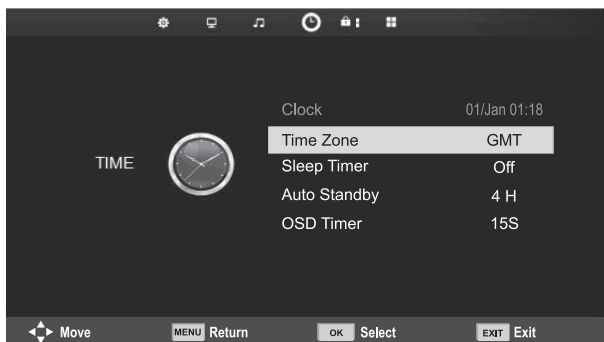 Clock 01/Jan 01:18
Time Zone GMT
TIME
Sleep Timer Off
Auto Standby 4 H
OSD Timer 15S
Move MENU Return OK Select EXIT Exit